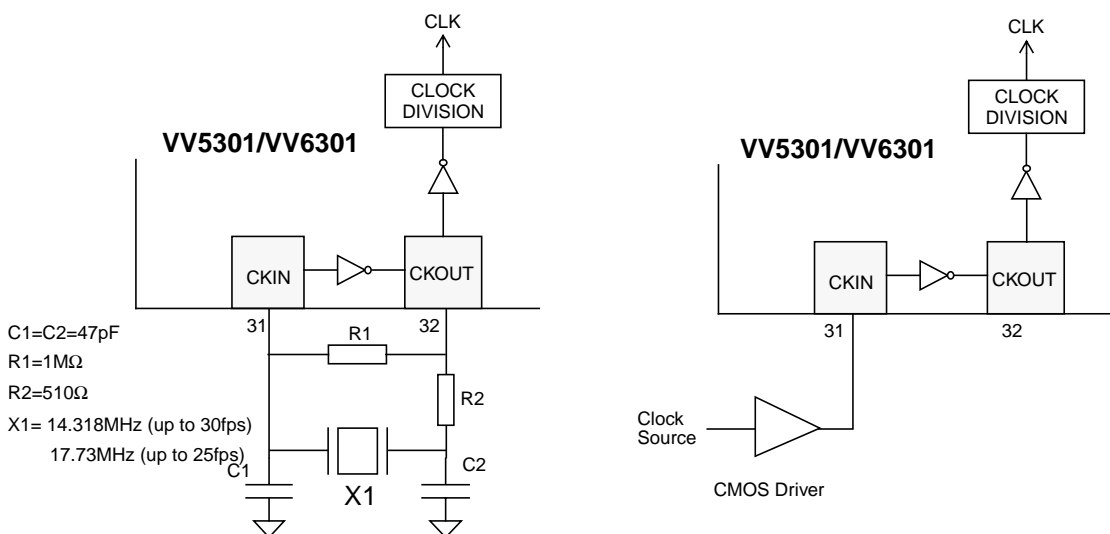 CLK
CLOCK
DIVISION
VV5301/VV6301
CKIN
CKOUT
31
32
R1
C1=C2=47pF
R1=1MΩ
R2=510Ω
X1= 14.318MHz (up to 30fps)
17.73MHz (up to 25fps)
R2
C1
C2
X1
CLK
CLOCK
DIVISION
VV5301/VV6301
CKIN
CKOUT
31
32
Clock
Source
CMOS Driver